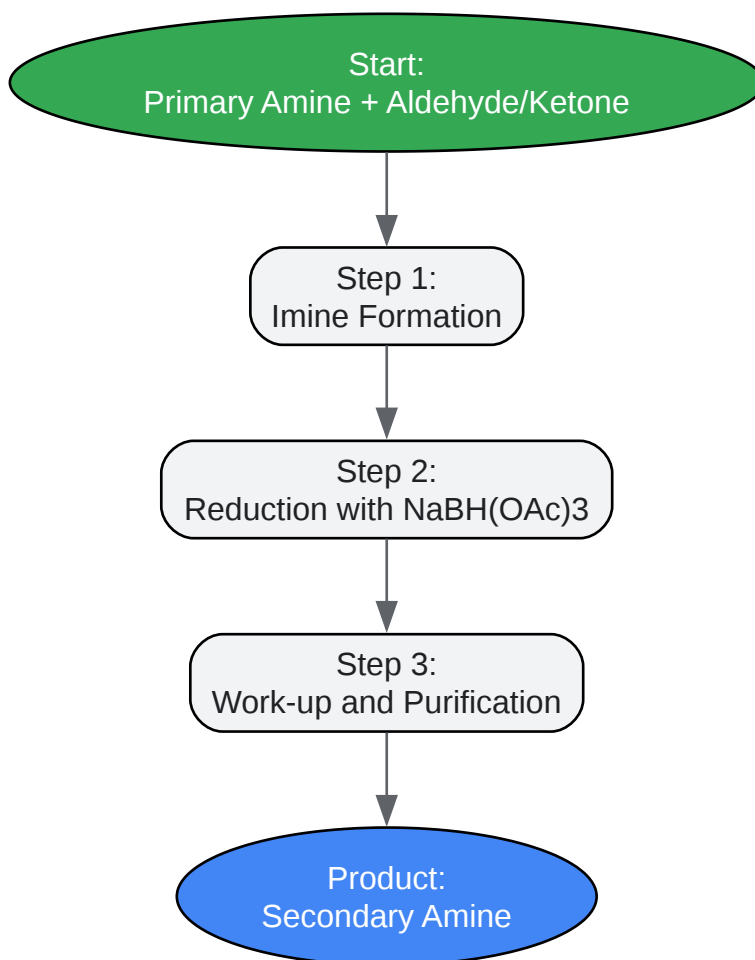 Start:
Primary Amine + Aldehyde/Ketone
Step 1:
Imine Formation
Step 2:
Reduction with NaBH(OAc)3
Step 3:
Work-up and Purification
Product:
Secondary Amine